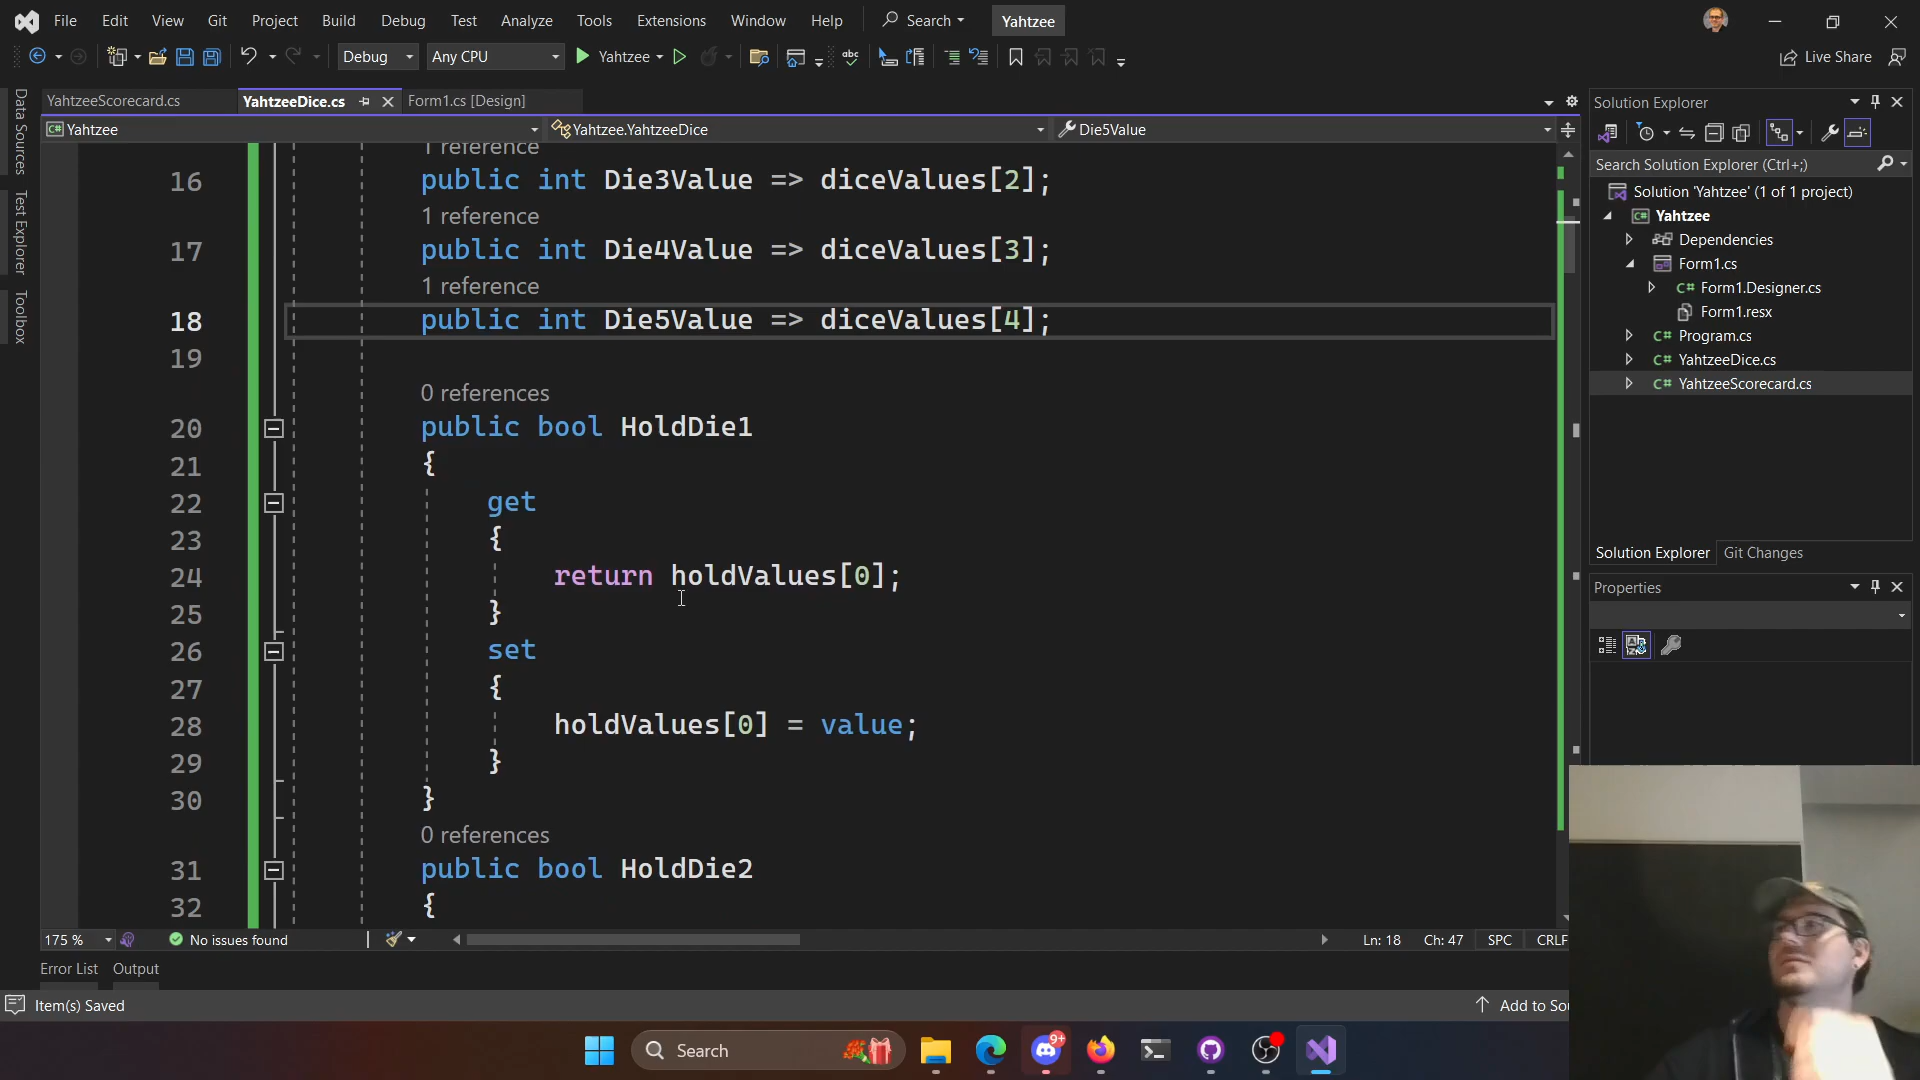 File Edit View Git Project Build Debug Test Analyze Tools Extensions Window Help Search Yahtzee
Debug Any CPU Yahtzee Live Share
YahtzeeScorecard.cs YahtzeeDice.cs Form1.cs [Design]
Yahtzee Yahtzee.YahtzeeDice Die5Value
Data Sources
Test Explorer
Toolbox
1 reference
16 public int Die3Value => diceValues[2];
1 reference
17 public int Die4Value => diceValues[3];
1 reference
18 public int Die5Value => diceValues[4];
19
0 references
20 public bool HoldDie1
21 {
22 get
23 {
24 return holdValues[0];
25 }
26 set
27 {
28 holdValues[0] = value;
29 }
30 }
0 references
31 public bool HoldDie2
32 {
175 % No issues found Ln: 18 Ch: 47 SPC CRLF
Error List Output
Item(s) Saved Add to Sou
Solution Explorer
Search Solution Explorer (Ctrl+;)
Solution 'Yahtzee' (1 of 1 project)
Yahtzee
Dependencies
Form1.cs
Form1.Designer.cs
Form1.resx
Program.cs
YahtzeeDice.cs
YahtzeeScorecard.cs
Solution Explorer Git Changes
Properties
Search
9+